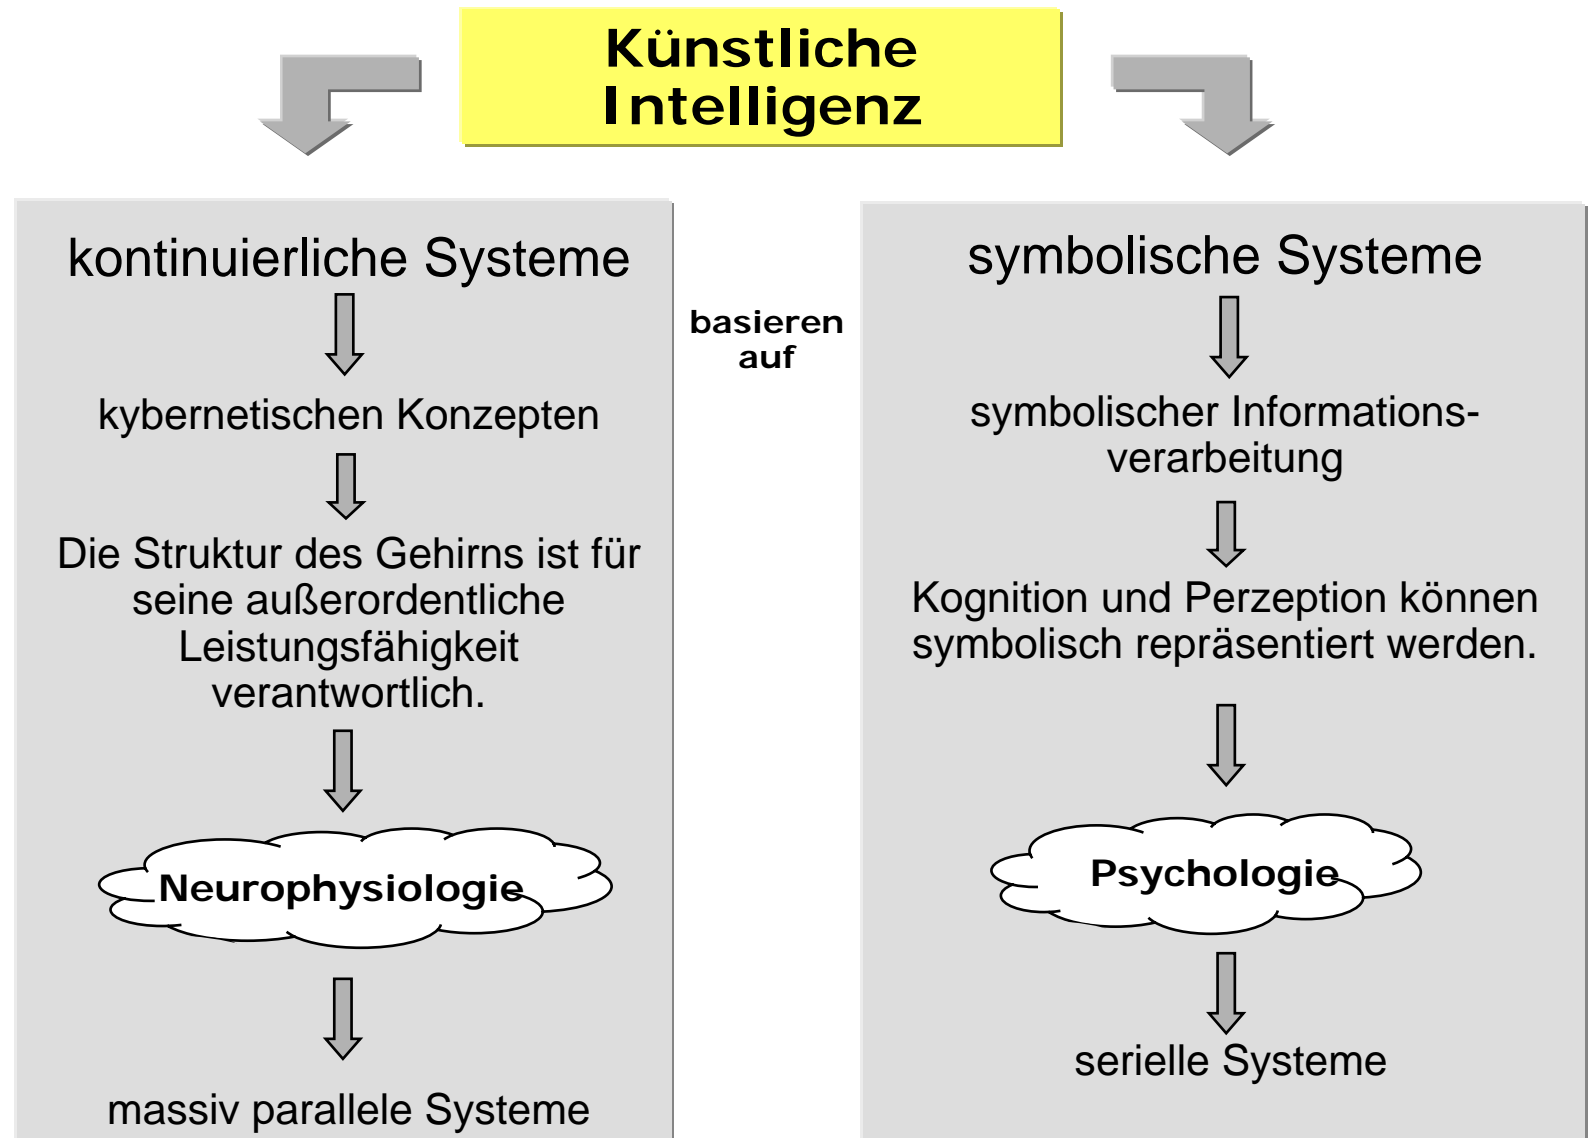 Künstliche
Intelligenz
kontinuierliche Systeme
kybernetischen Konzepten
Die Struktur des Gehirns ist für
seine außerordentliche
Leistungsfähigkeit
verantwortlich.
Neurophysiologie
massiv parallele Systeme
basieren
auf
symbolische Systeme
symbolischer Informations-
verarbeitung
Kognition und Perzeption können
symbolisch repräsentiert werden.
Psychologie
serielle Systeme